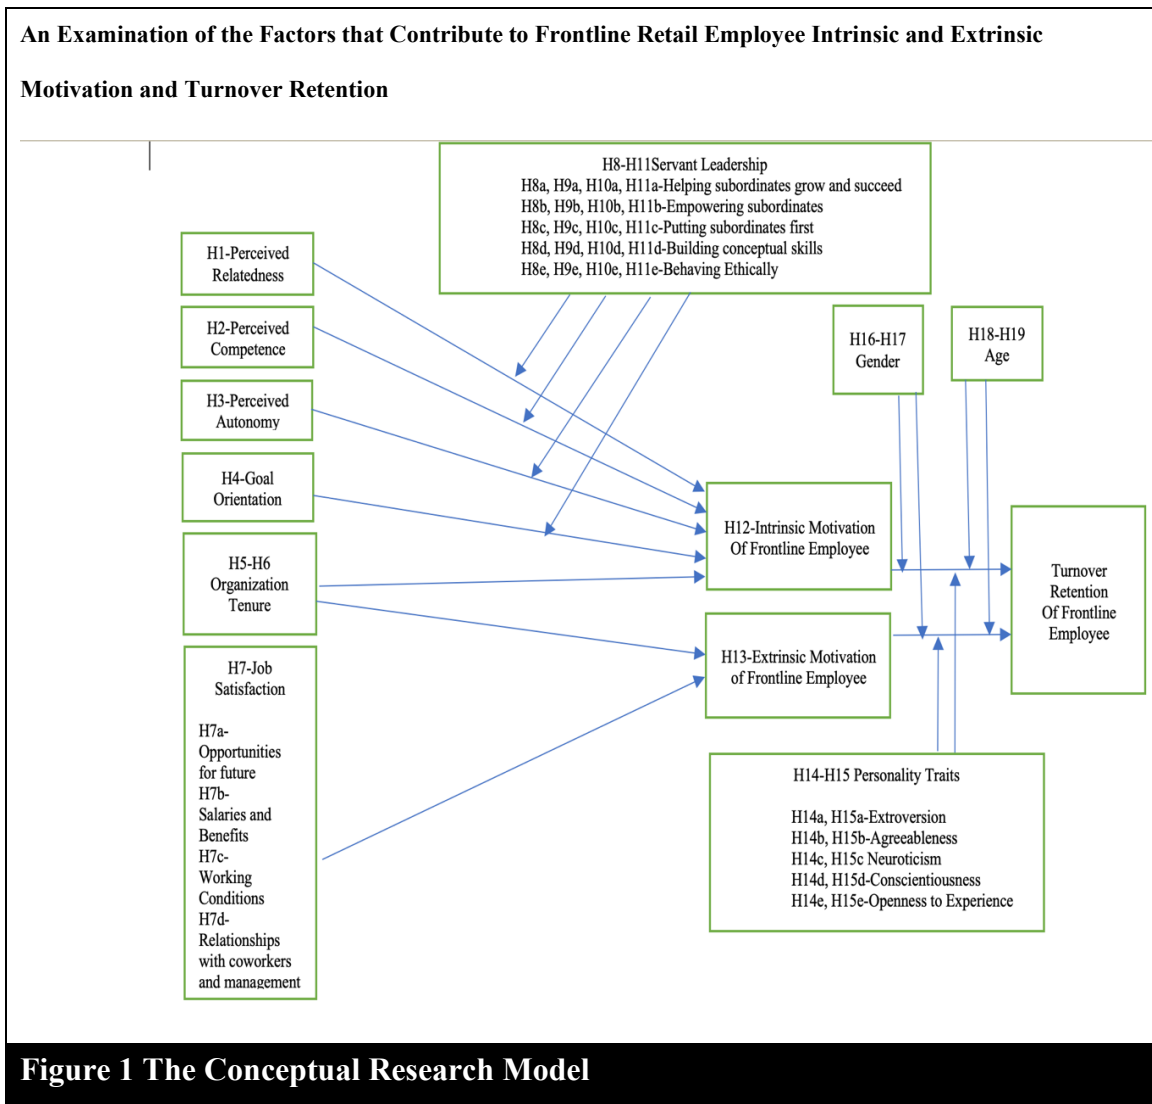 An Examination of the Factors that Contribute to Frontline Retail Employee Intrinsic and Extrinsic
Motivation and Turnover Retention
H8-H11Servant Leadership
H8a, H9a, H10a, H11a-Helping subordinates grow and succeed
H8b, H9b, H10b, H11b-Empowering subordinates
H8c, H9c, H10c, H11c-Putting subordinates first
H8d, H9d, H10d, H11d-Building conceptual skills
H8e, H9e, H10e, H11e-Behaving Ethically
H1-Perceived
Relatedness
H2-Perceived
Competence
H3-Perceived
Autonomy
H4-Goal
Orientation
H5-H6
Organization
Tenure
H7-Job
Satisfaction
H7a-
Opportunities
for future
H7b-
Salaries and
Benefits
H7c-
Working
Conditions
H7d-
Relationships
with coworkers
and management
H16-H17
Gender
H18-H19
Age
H12-Intrinsic Motivation
Of Frontline Employee
H13-Extrinsic Motivation
of Frontline Employee
Turnover
Retention
Of Frontline
Employee
H14-H15 Personality Traits
H14a, H15a-Extroversion
H14b, H15b-Agreeableness
H14c, H15c Neuroticism
H14d, H15d-Conscientiousness
H14e, H15e-Openness to Experience
Figure 1 The Conceptual Research Model